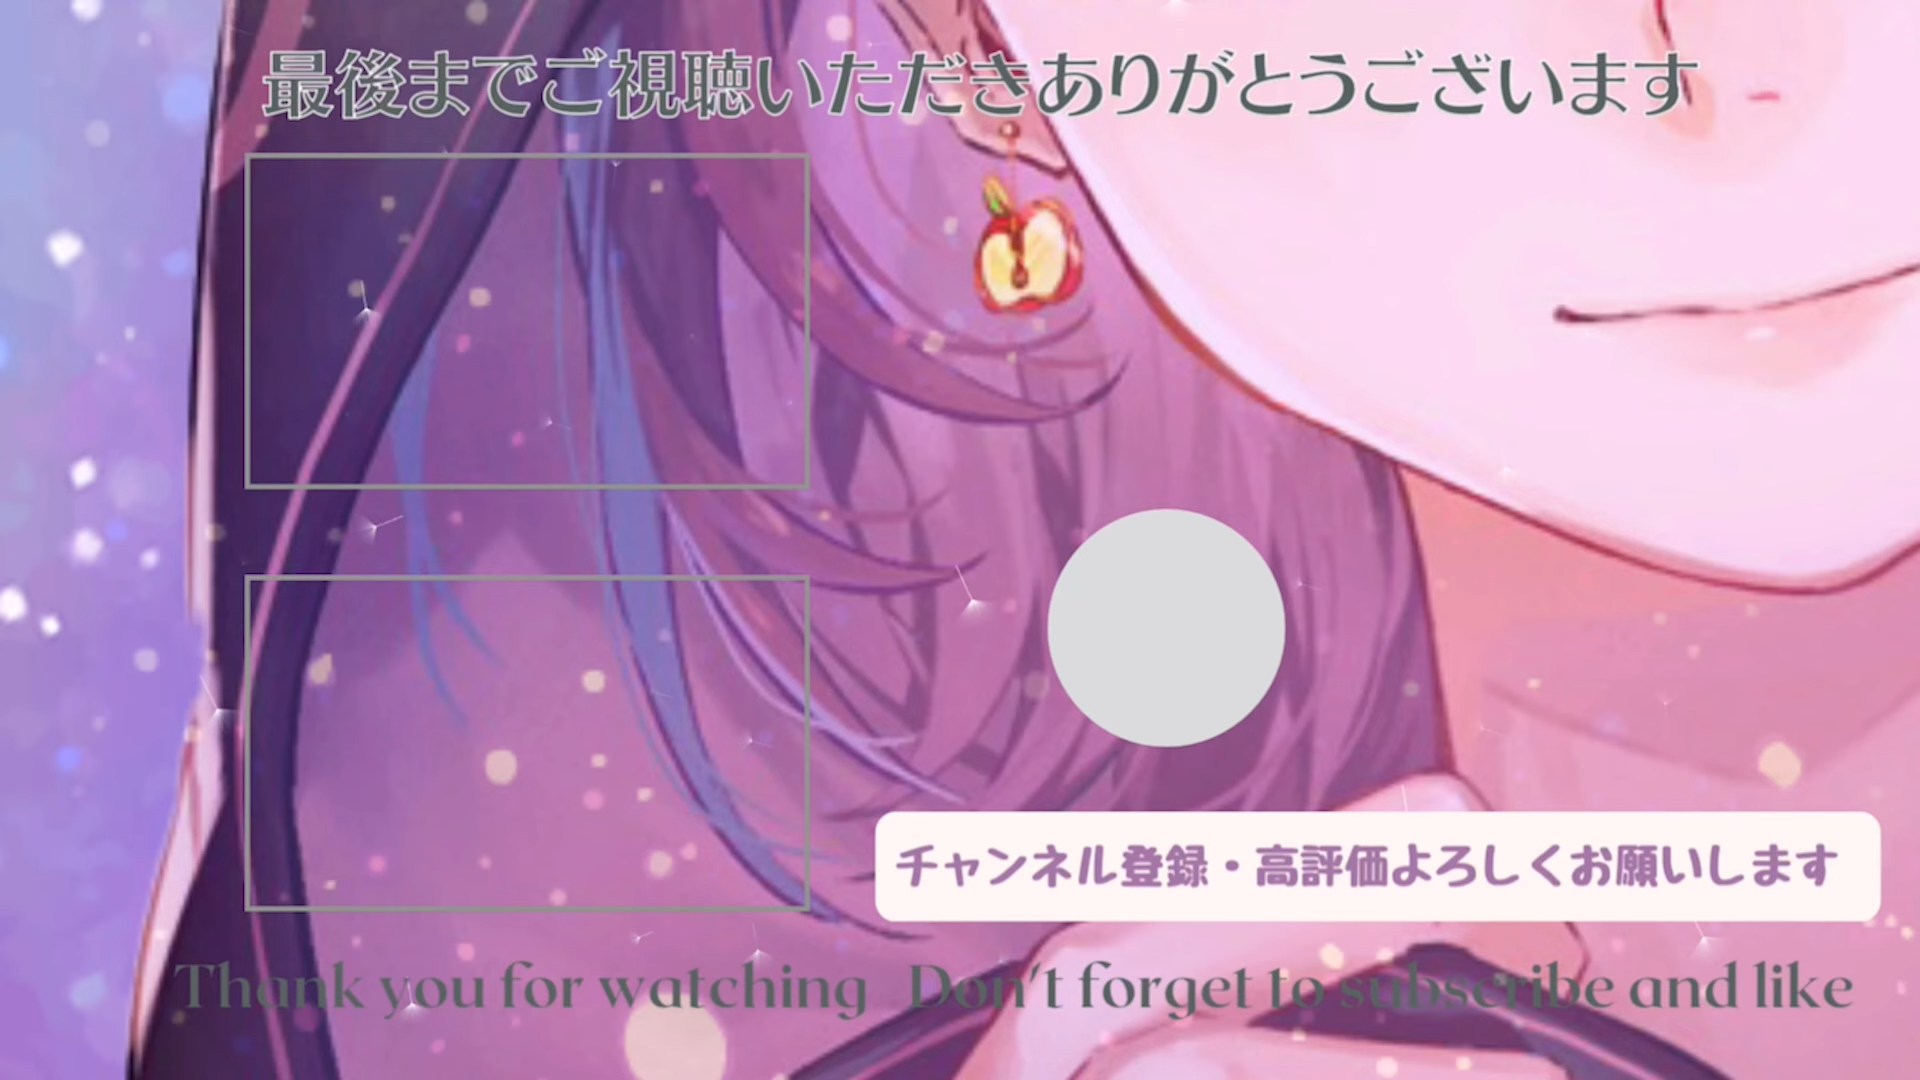 最後までご視聴いただきありがとうございます
チャンネル登録・高評価よろしくお願いします
Thank you for watching Don't forget to subscribe and like